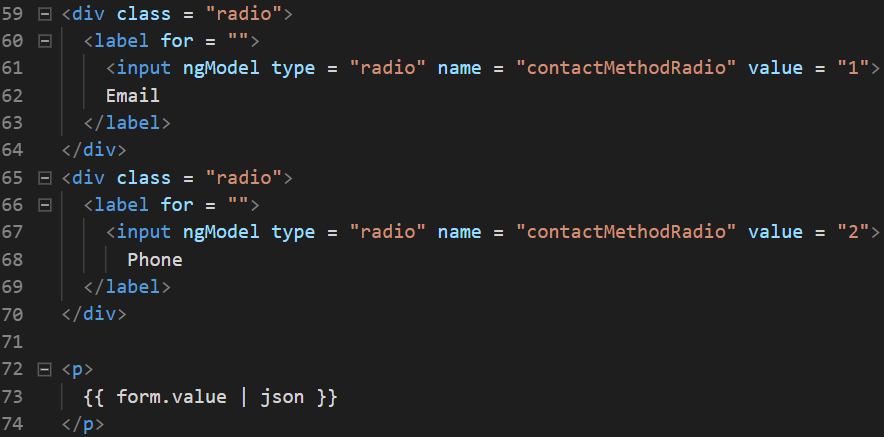 59 <div class = "radio">
60 <label for = "">
61 <input ngModel type = "radio" name = "contactMethodRadio" value = "1">
62 Email
63 </label>
64 </div>
65 <div class = "radio">
66 <label for = "">
67 <input ngModel type = "radio" name = "contactMethodRadio" value = "2">
68 Phone
69 </label>
70 </div>
71
72 <p>
73 {{ form.value | json }}
74 </p>